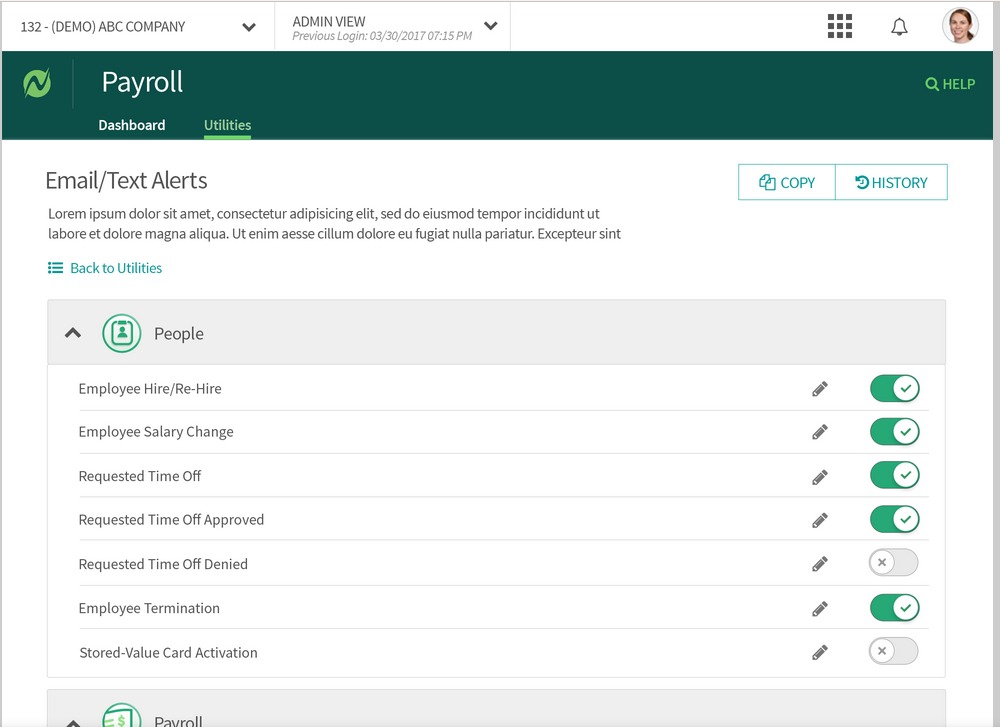 132 - (DEMO) ABC COMPANY
ADMIN VIEW
Previous Login: 03/30/2017 07:15 PM
Payroll
HELP
Dashboard
Utilities
Email/Text Alerts
COPY
HISTORY
Lorem ipsum dolor sit amet, consectetur adipisicing elit, sed do eiusmod tempor incididunt ut
labore et dolore magna aliqua. Ut enim aesse cillum dolore eu fugiat nulla pariatur. Excepteur sint
Back to Utilities
People
Employee Hire/Re-Hire
Employee Salary Change
Requested Time Off
Requested Time Off Approved
Requested Time Off Denied
Employee Termination
Stored-Value Card Activation
$
Payroll